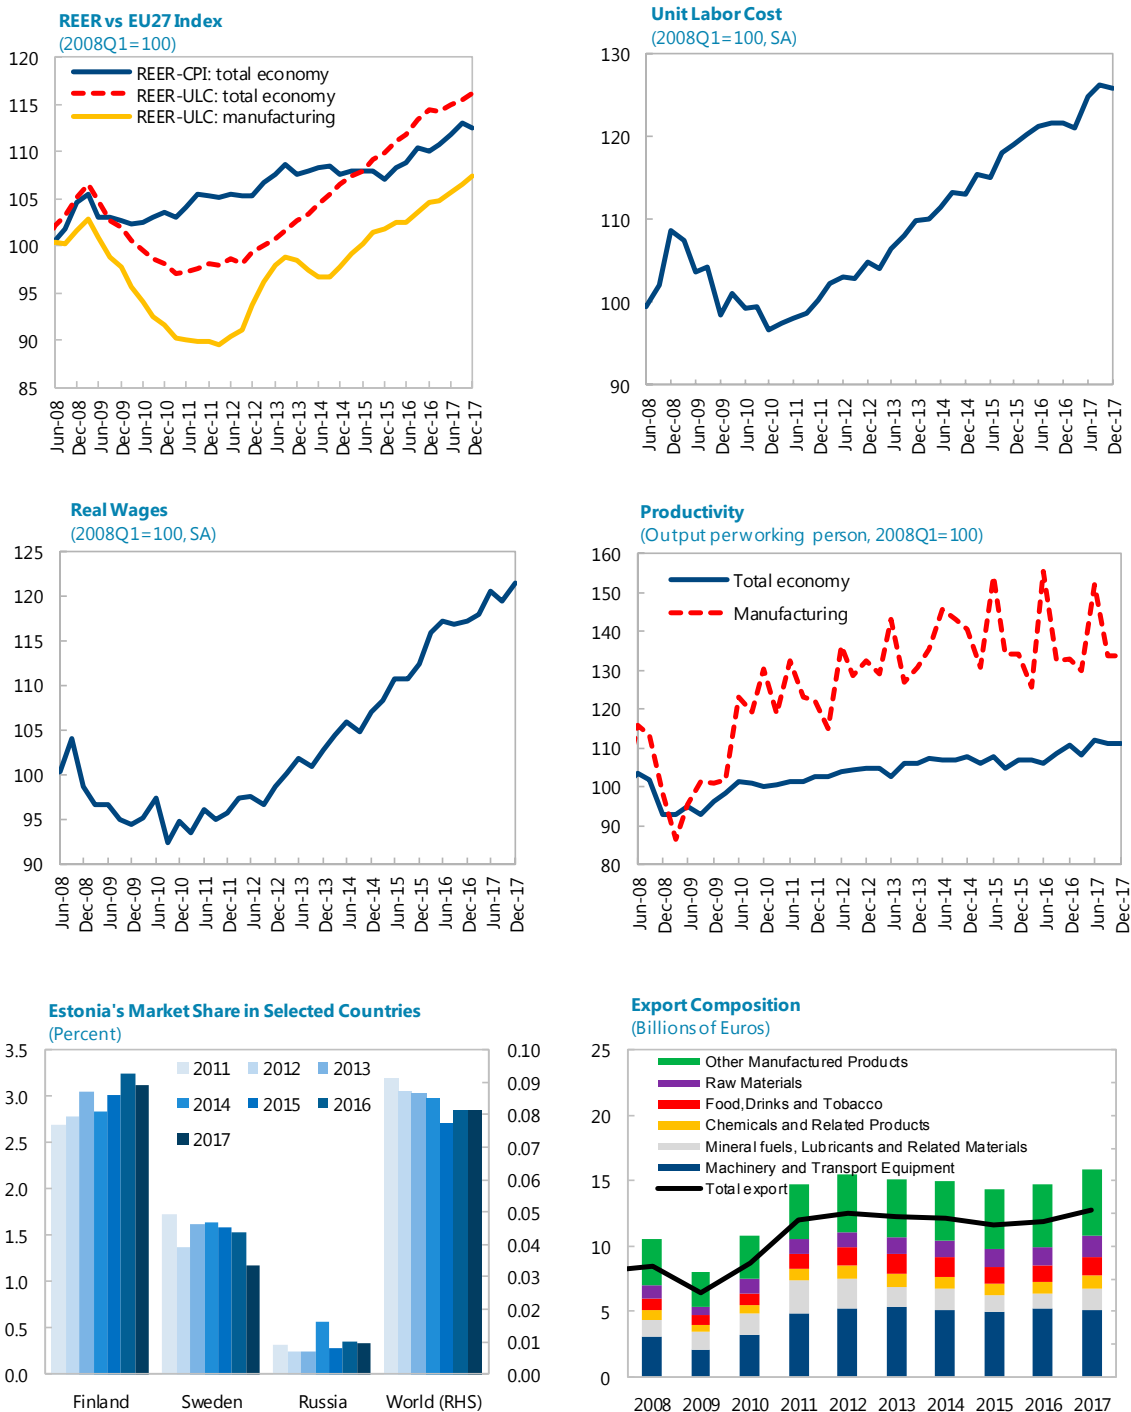 REER vs EU27 Index
(2008Q1=100)
120
115
110
105
100
95
90
85
REER-CPI: total economy
REER-ULC: total economy
REER-ULC: manufacturing
Jun-08
Dec-08
Jun-09
Dec-09
Jun-10
Dec-10
Jun-11
Dec-11
Jun-12
Dec-12
Jun-13
Dec-13
Jun-14
Dec-14
Jun-15
Dec-15
Jun-16
Dec-16
Jun-17
Dec-17
Unit Labor Cost
(2008Q1=100, SA)
130
120
110
100
90
Jun-08
Dec-08
Jun-09
Dec-09
Jun-10
Dec-10
Jun-11
Dec-11
Jun-12
Dec-12
Jun-13
Dec-13
Jun-14
Dec-14
Jun-15
Dec-15
Jun-16
Dec-16
Jun-17
Dec-17
Real Wages
(2008Q1=100, SA)
125
120
115
110
105
100
95
90
Jun-08
Dec-08
Jun-09
Dec-09
Jun-10
Dec-10
Jun-11
Dec-11
Jun-12
Dec-12
Jun-13
Dec-13
Jun-14
Dec-14
Jun-15
Dec-15
Jun-16
Dec-16
Jun-17
Dec-17
Productivity
(Output per working person, 2008Q1=100)
160
150
140
130
120
110
100
90
80
Total economy
Manufacturing
Jun-08
Dec-08
Jun-09
Dec-09
Jun-10
Dec-10
Jun-11
Dec-11
Jun-12
Dec-12
Jun-13
Dec-13
Jun-14
Dec-14
Jun-15
Dec-15
Jun-16
Dec-16
Jun-17
Dec-17
Estonia's Market Share in Selected Countries
(Percent)
3.5
3.0
2.5
2.0
1.5
1.0
0.5
0.0
2011 2012 2013
2014 2015 2016
2017
0.10
0.09
0.08
0.07
0.06
0.05
0.04
0.03
0.02
0.01
0.00
Finland Sweden Russia World (RHS)
Export Composition
(Billions of Euros)
25
20
15
10
5
0
Other Manufactured Products
Raw Materials
Food,Drinks and Tobacco
Chemicals and Related Products
Mineral fuels, Lubricants and Related Materials
Machinery and Transport Equipment
Total export
2008 2009 2010 2011 2012 2013 2014 2015 2016 2017